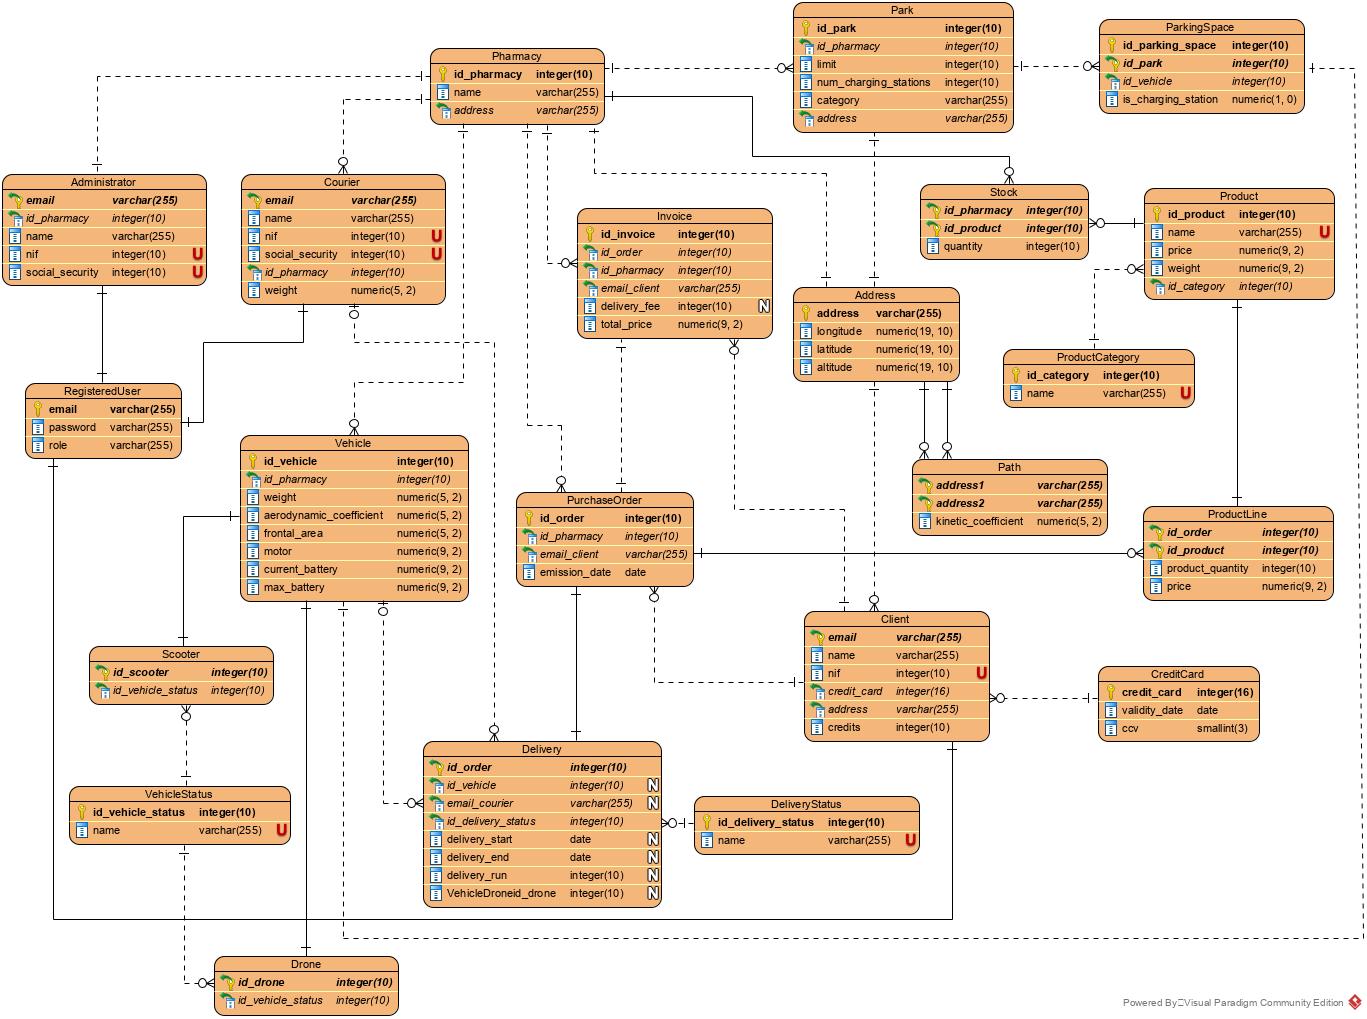 Pharmacy
id_pharmacy integer(10)
name varchar(255)
address varchar(255)
Park
id_park integer(10)
id_pharmacy integer(10)
limit integer(10)
num_charging_stations integer(10)
category varchar(255)
address varchar(255)
ParkingSpace
id_parking_space integer(10)
id_park integer(10)
id_vehicle integer(10)
is_charging_station numeric(1, 0)
Administrator
email varchar(255)
id_pharmacy integer(10)
name varchar(255)
nif integer(10) U
social_security integer(10) U
Courier
email varchar(255)
name varchar(255)
nif integer(10) U
social_security integer(10) U
id_pharmacy integer(10)
weight numeric(5, 2)
Invoice
id_invoice integer(10)
id_order integer(10)
id_pharmacy integer(10)
email_client varchar(255)
delivery_fee integer(10) N
total_price numeric(9, 2)
Stock
id_pharmacy integer(10)
id_product integer(10)
quantity integer(10)
Product
id_product integer(10)
name varchar(255) U
price numeric(9, 2)
weight numeric(9, 2)
id_category integer(10)
Address
address varchar(255)
longitude numeric(19, 10)
latitude numeric(19, 10)
altitude numeric(19, 10)
ProductCategory
id_category integer(10)
name varchar(255) U
RegisteredUser
email varchar(255)
password varchar(255)
role varchar(255)
Vehicle
id_vehicle integer(10)
id_pharmacy integer(10)
weight numeric(5, 2)
aerodynamic_coefficient numeric(5, 2)
frontal_area numeric(5, 2)
motor numeric(9, 2)
current_battery numeric(9, 2)
max_battery numeric(9, 2)
PurchaseOrder
id_order integer(10)
id_pharmacy integer(10)
email_client varchar(255)
emission_date date
Path
address1 varchar(255)
address2 varchar(255)
kinetic_coefficient numeric(5, 2)
ProductLine
id_order integer(10)
id_product integer(10)
product_quantity integer(10)
price numeric(9, 2)
Scooter
id_scooter integer(10)
id_vehicle_status integer(10)
Client
email varchar(255)
name varchar(255)
nif integer(10) U
credit_card integer(16)
address varchar(255)
credits integer(10)
CreditCard
credit_card integer(16)
validity_date date
ccv smallint(3)
VehicleStatus
id_vehicle_status integer(10)
name varchar(255) U
Delivery
id_order integer(10)
id_vehicle integer(10) N
email_courier varchar(255) N
id_delivery_status integer(10)
delivery_start date N
delivery_end date N
delivery_run integer(10) N
VehicleDroneid_drone integer(10) N
DeliveryStatus
id_delivery_status integer(10)
name varchar(255) U
Drone
id_drone integer(10)
id_vehicle_status integer(10)
Powered By Visual Paradigm Community Edition